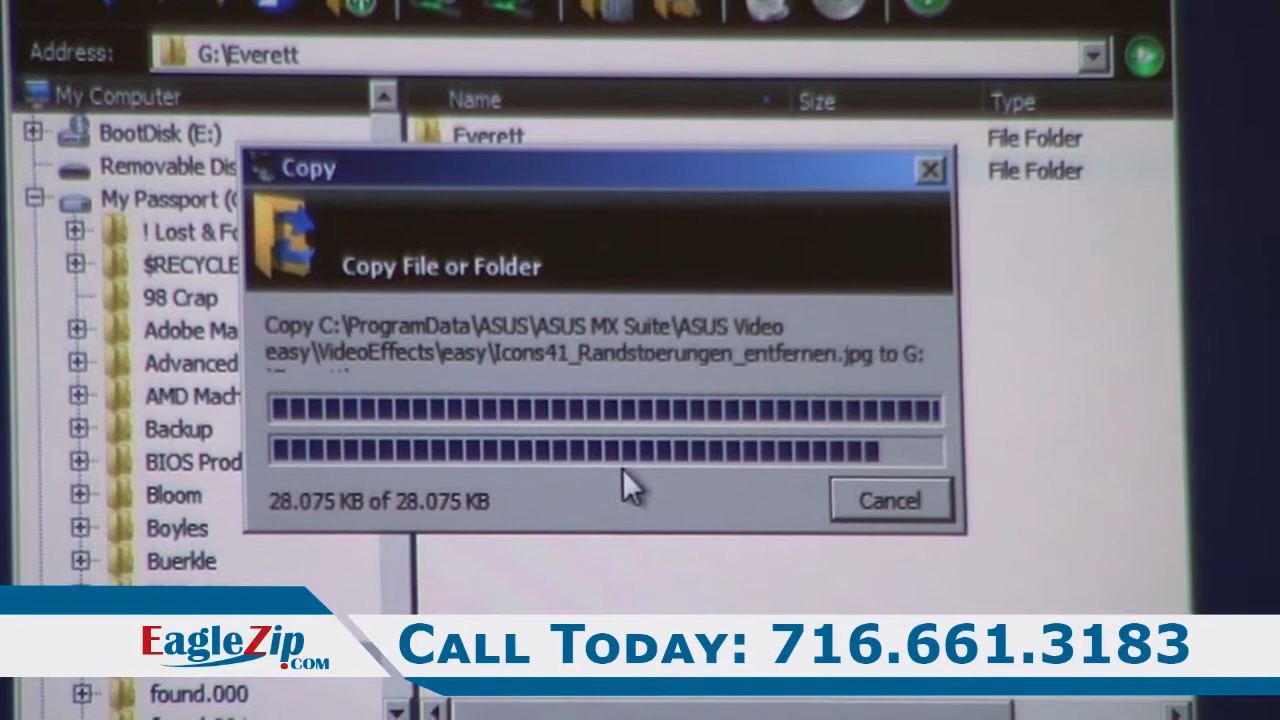 Address:
G:\Everett
My Computer
Name
Size
Type
BootDisk (E:)
Everett
File Folder
Removable Dis
File Folder
Copy
My Passport (
! Lost & Fo
$RECYCLE
Copy File or Folder
98 Crap
Adobe Ma
Copy C:\ProgramData\ASUS\ASUS MX Suite\ASUS Video
easy\VideoEffects\easy\Icons41_Randstoerungen_entfernen.jpg to G:
Advanced
AMD Mach
Backup
BIOS Prod
Bloom
28.075 KB of 28.075 KB
Cancel
Boyles
Buerkle
EagleZip
.COM
CALL TODAY: 716.661.3183
found.000